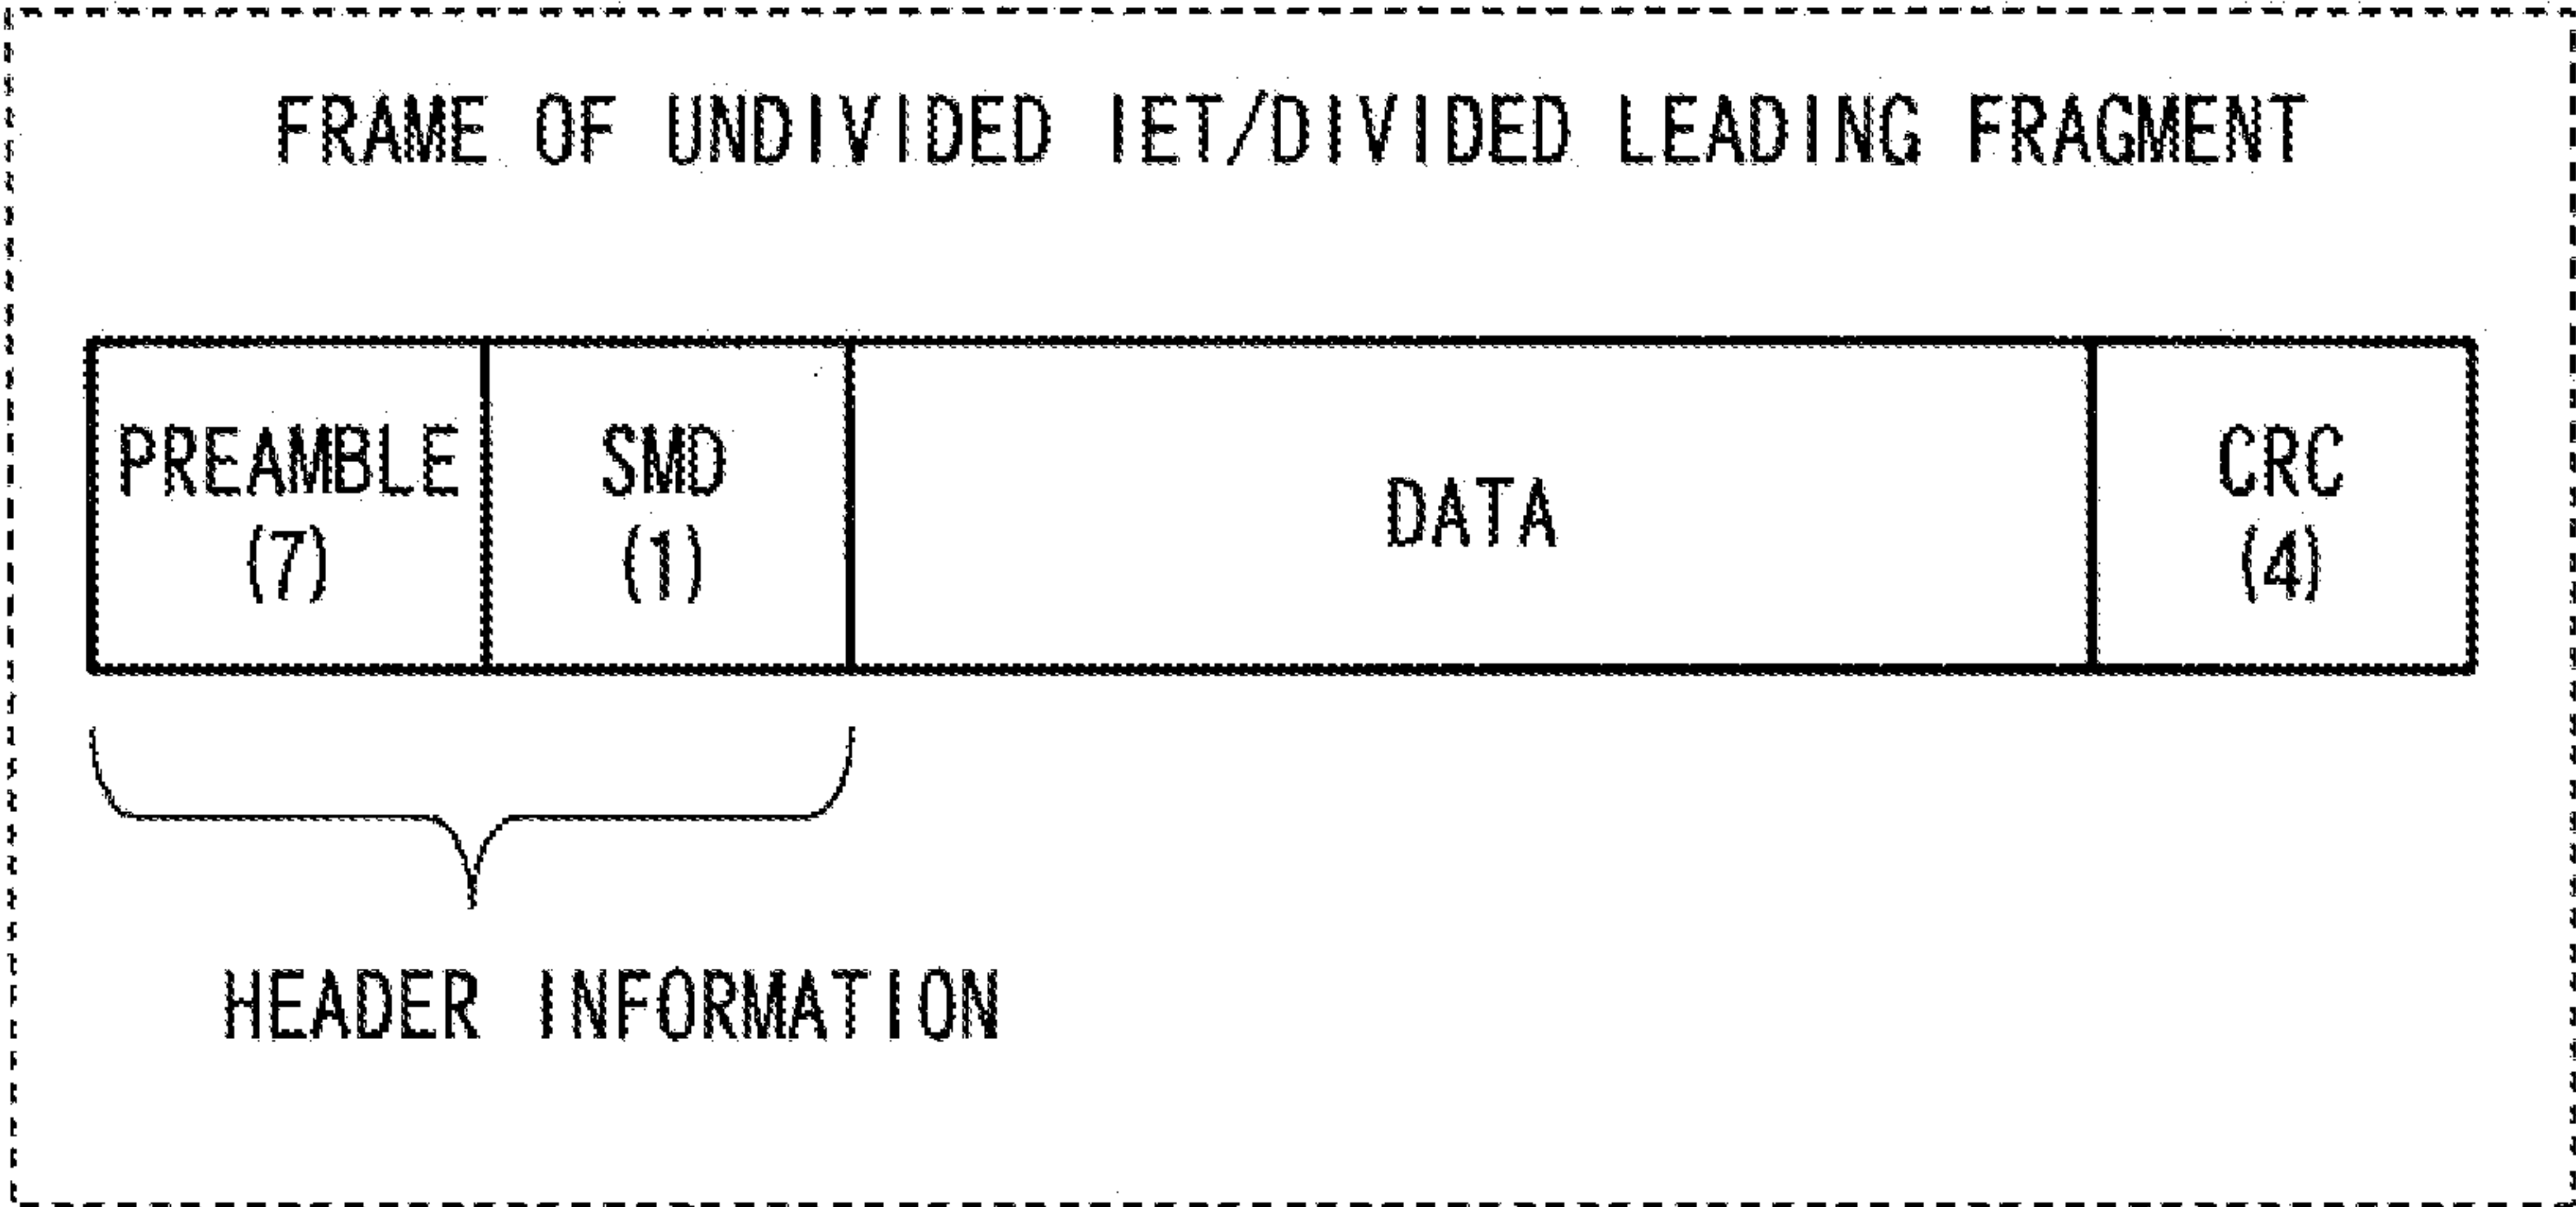 FRAME OF UNDIVIDED IET/DIVIDED LEADING FRAGMENT
PREAMBLE
(7)
SMD
(1)
DATA
CRC
(4)
HEADER INFORMATION